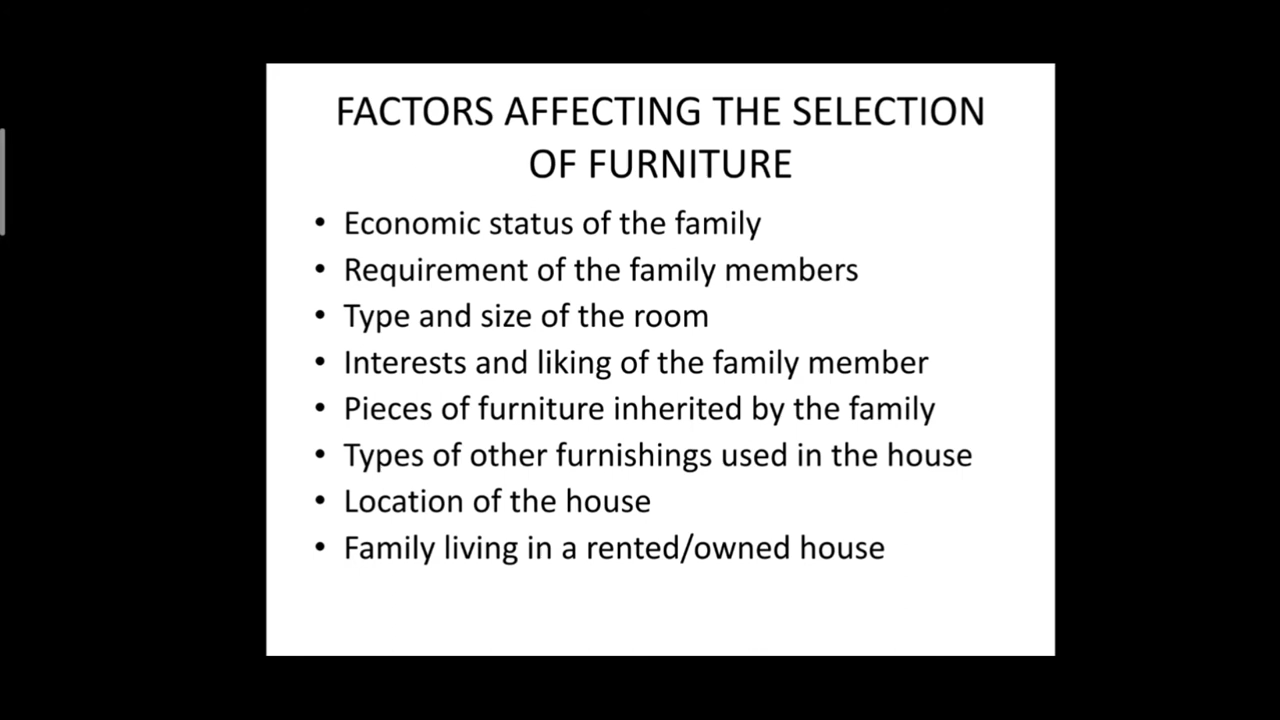 FACTORS AFFECTING THE SELECTION
OF FURNITURE
• Economic status of the family
• Requirement of the family members
• Type and size of the room
• Interests and liking of the family member
• Pieces of furniture inherited by the family
• Types of other furnishings used in the house
• Location of the house
• Family living in a rented/owned house